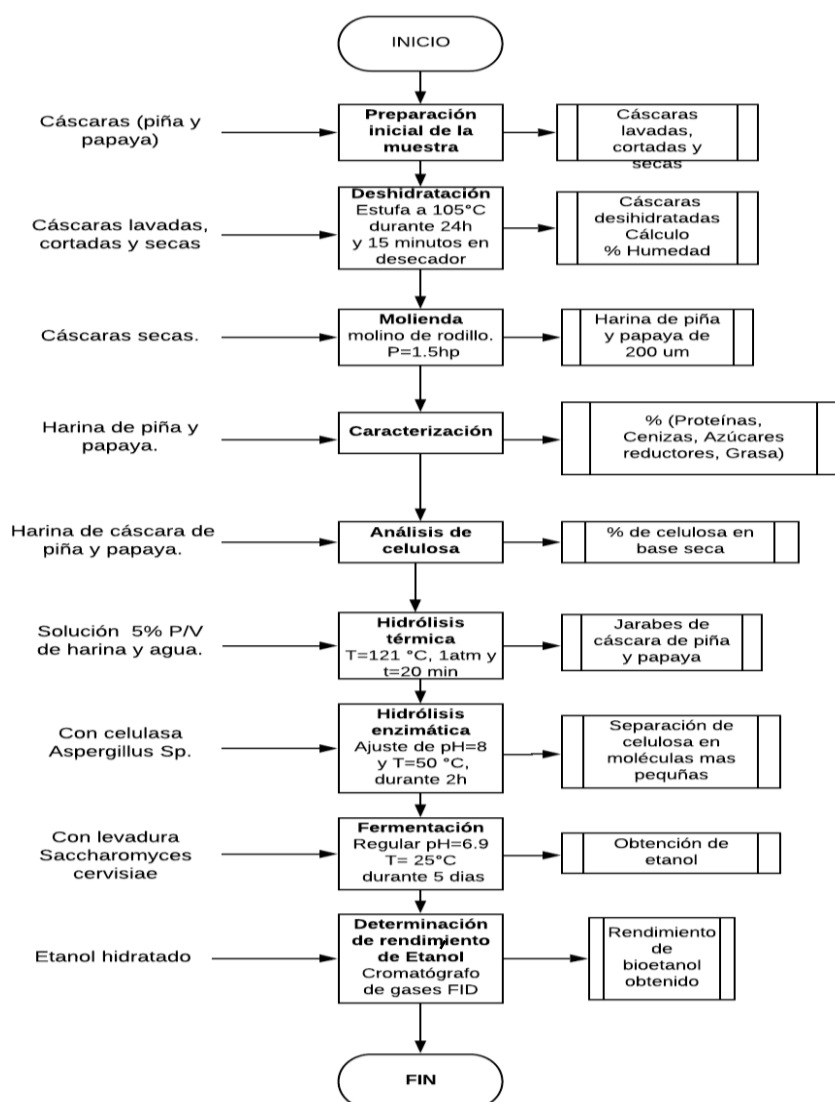 INICIO
Cáscaras (piña y
papaya)
Preparación
inicial de la
muestra
Cáscaras
lavadas,
cortadas y
secas
Cáscaras lavadas,
cortadas y secas
Deshidratación
Estufa a 105°C
durante 24h
y 15 minutos en
desecador
Cáscaras
desihidratadas
Cálculo
% Humedad
Cáscaras secas.
Molienda
molino de rodillo.
P=1.5hp
Harina de piña
y papaya de
200 um
Harina de piña y
papaya.
Caracterización
% (Proteínas,
Cenizas, Azúcares
reductores, Grasa)
Harina de cáscara de
piña y papaya.
Análisis de
celulosa
% de celulosa en
base seca
Solución 5% P/V
de harina y agua.
Hidrólisis
térmica
T=121 °C, 1atm y
t=20 min
Jarabes de
cáscara de piña
y papaya
Con celulasa
Aspergillus Sp.
Hidrólisis
enzimática
Ajuste de pH=8
y T=50 °C,
durante 2h
Separación de
celulosa en
moléculas mas
pequñas
Con levadura
Saccharomyces
cervisiae
Fermentación
Regular pH=6.9
T= 25°C
durante 5 dias
Obtención de
etanol
Etanol hidratado
Determinación
de rendimiento
de Etanol
Cromatógrafo
de gases FID
Rendimiento
de
bioetanol
obtenido
FIN